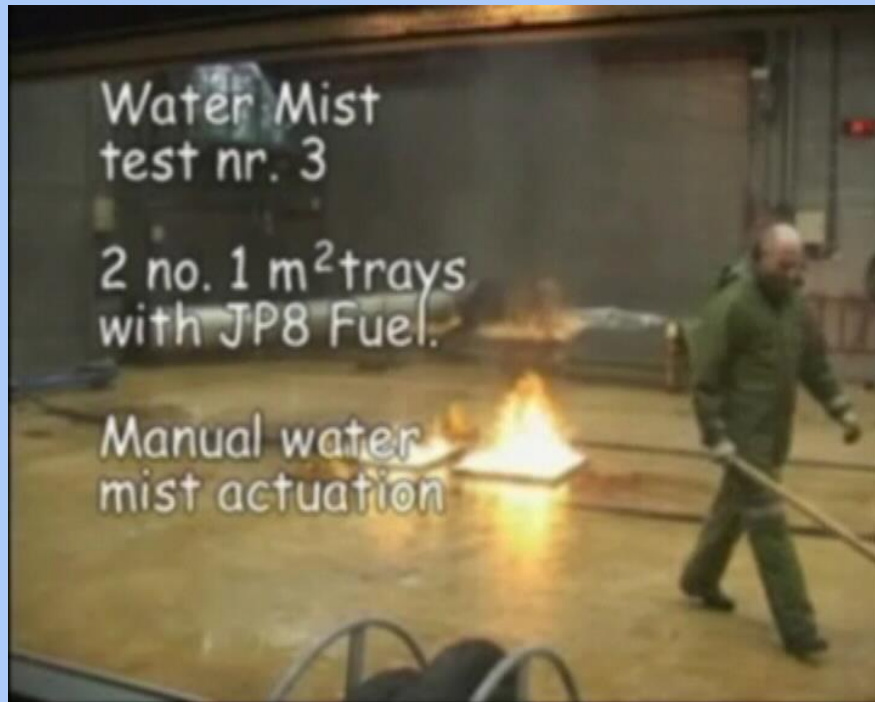 Water Mist
test nr. 3
2 no. 1 m² trays
with JP8 Fuel.
Manual water
mist actuation